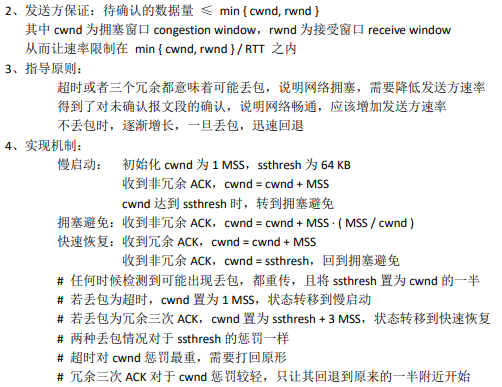 2、发送方保证：待确认的数据量 ≤ min { cwnd, rwnd }
其中 cwnd 为拥塞窗口 congestion window，rwnd 为接受窗口 receive window
从而让速率限制在 min { cwnd, rwnd } / RTT 之内
3、指导原则：
超时或者三个冗余都意味着可能丢包，说明网络拥塞，需要降低发送方速率
得到了对未确认报文段的确认，说明网络畅通，应该增加发送方速率
不丢包时，逐渐增长，一旦丢包，迅速回退
4、实现机制：
慢启动： 初始化 cwnd 为 1 MSS，ssthresh 为 64 KB
收到非冗余 ACK，cwnd = cwnd + MSS
cwnd 达到 ssthresh 时，转到拥塞避免
拥塞避免：收到非冗余 ACK，cwnd = cwnd + MSS · ( MSS / cwnd )
快速恢复：收到冗余 ACK，cwnd = cwnd + MSS
收到非冗余 ACK，cwnd = ssthresh，回到拥塞避免
# 任何时候检测到可能出现丢包，都重传，且将 ssthresh 置为 cwnd 的一半
# 若丢包为超时，cwnd 置为 1 MSS，状态转移到慢启动
# 若丢包为冗余三次 ACK，cwnd 置为 ssthresh + 3 MSS，状态转移到快速恢复
# 两种丢包情况对于 ssthresh 的惩罚一样
# 超时对 cwnd 惩罚最重，需要打回原形
# 冗余三次 ACK 对于 cwnd 惩罚较轻，只让其回退到原来的一半附近开始